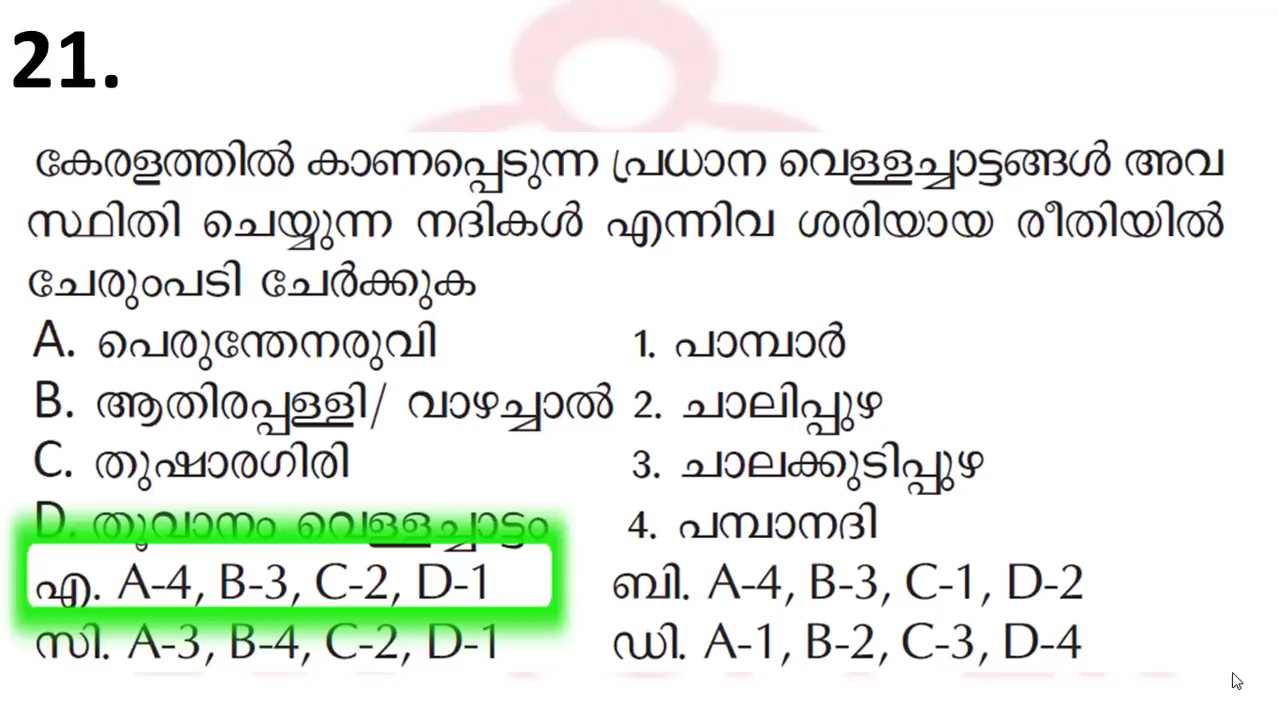 21.
കേരളത്തിൽ കാണപ്പെടുന്ന പ്രധാന വെള്ളച്ചാട്ടങ്ങൾ അവ
സ്ഥിതി ചെയ്യുന്ന നദികൾ എന്നിവ ശരിയായ രീതിയിൽ
ചേരുംപടി ചേർക്കുക
A. പെരുന്തേനരുവി 1. പാമ്പാർ
B. ആതിരപ്പള്ളി/ വാഴച്ചാൽ 2. ചാലിപ്പുഴ
C. തുഷാരഗിരി 3. ചാലക്കുടിപ്പുഴ
D. തൂവാനം വെള്ളച്ചാട്ടം 4. പമ്പാനദി
എ. A-4, B-3, C-2, D-1 ബി. A-4, B-3, C-1, D-2
സി. A-3, B-4, C-2, D-1 ഡി. A-1, B-2, C-3, D-4